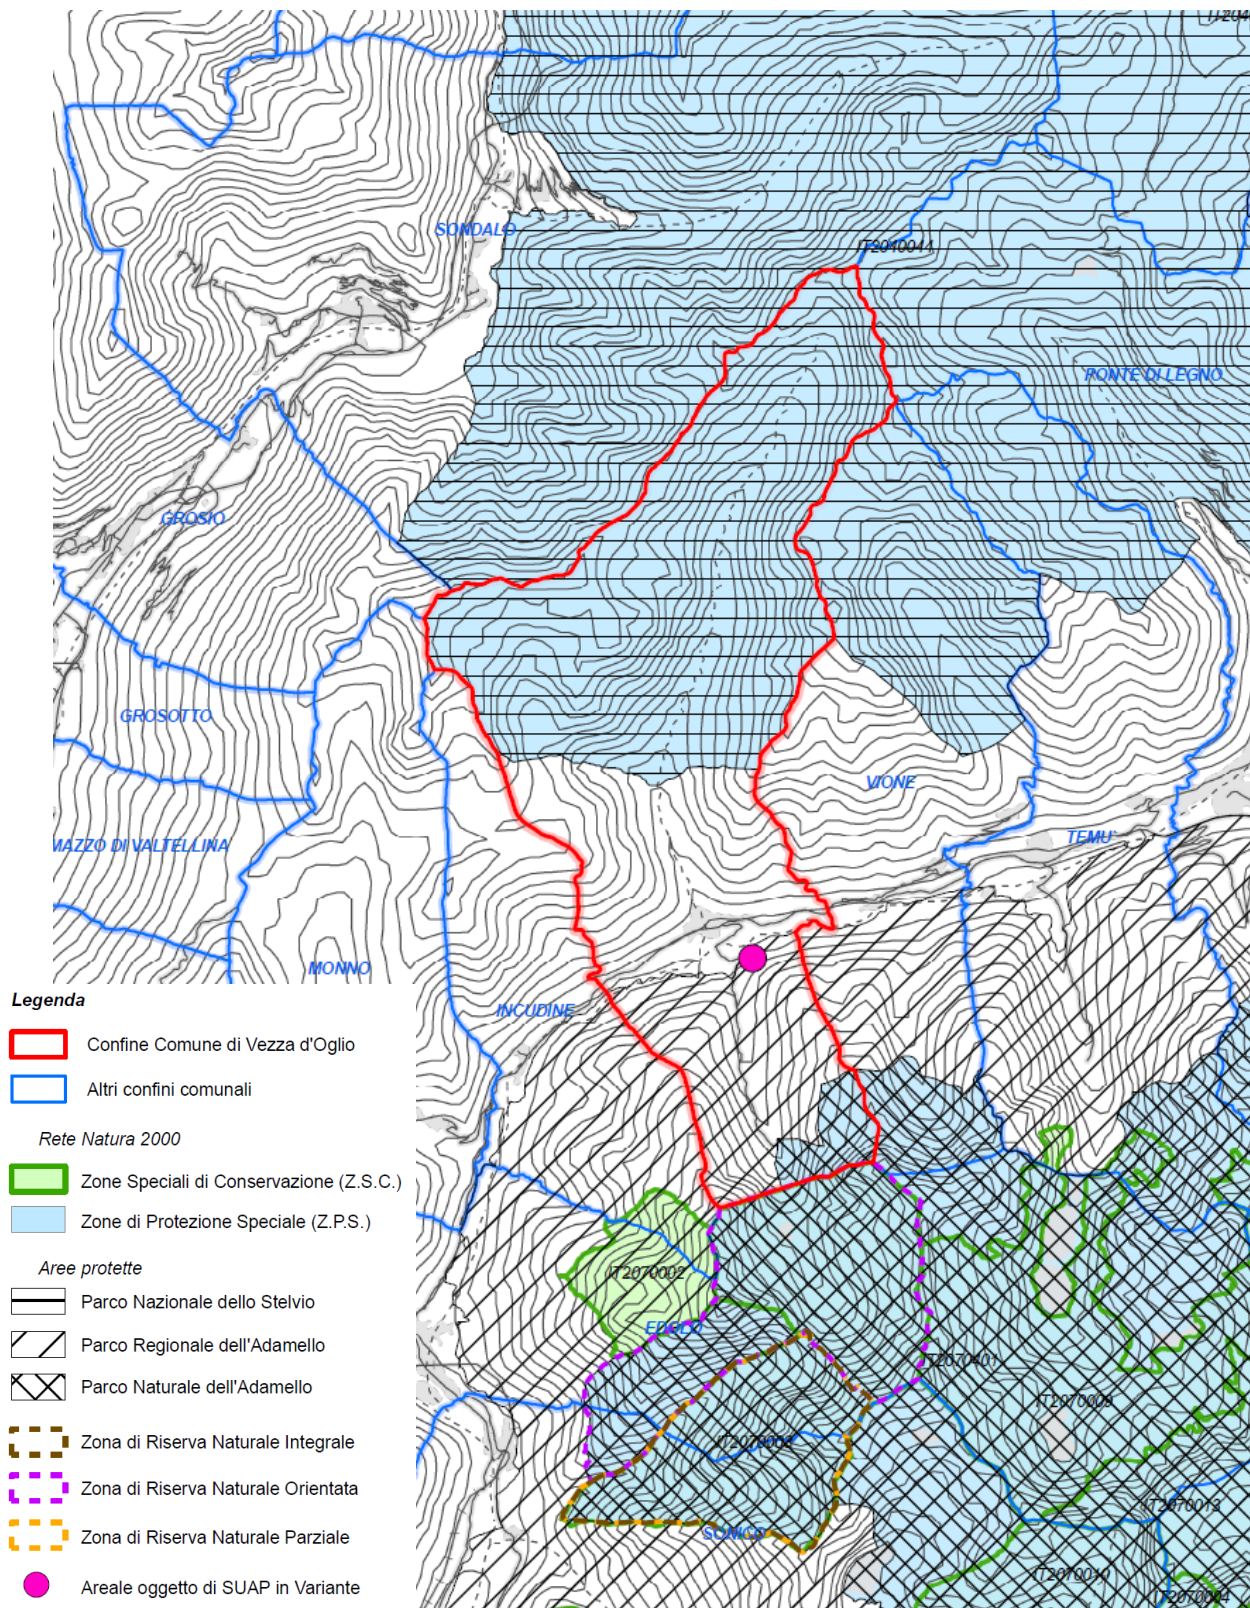 IT204
SONDALO
IT2040044
PONTE DI LEGNO
GROSIO
GROSOTTO
VIONE
TEMU'
MAZZO DI VALTELLINA
MONNO
INCUDINE
Legenda
Confine Comune di Vezza d'Oglio
Altri confini comunali
Rete Natura 2000
Zone Speciali di Conservazione (Z.S.C.)
Zone di Protezione Speciale (Z.P.S.)
Aree protette
Parco Nazionale dello Stelvio
Parco Regionale dell'Adamello
Parco Naturale dell'Adamello
Zona di Riserva Naturale Integrale
Zona di Riserva Naturale Orientata
Zona di Riserva Naturale Parziale
Areale oggetto di SUAP in Variante
IT2070002
EDOLO
IT2070401
IT2070009
IT2070003
IT2070013
SONICO
IT2070010
IT2070004